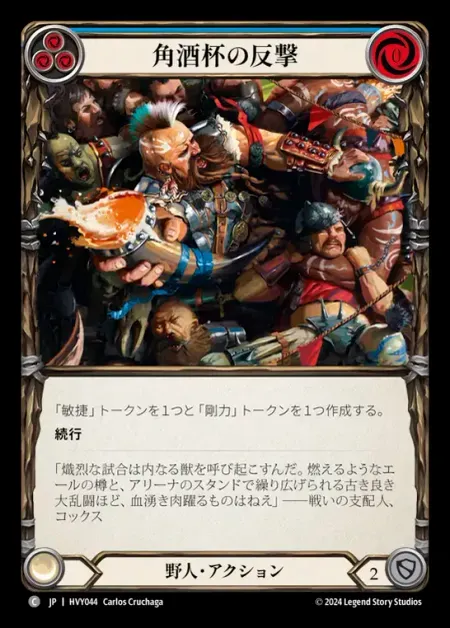 角酒杯の反撃
0
「敏捷」トークンを1つと「剛力」トークンを1つ作成する。
続行
「熾烈な試合は内なる獣を呼び起こすんだ。燃えるようなエ
ールの樽と、アリーナのスタンドで繰り広げられる古き良き
大乱闘ほど、血湧き肉躍るものはねえ」——戦いの支配人、
コックス
野人・アクション
2
C JP | HVY044 Carlos Cruchaga
© 2024 Legend Story Studios